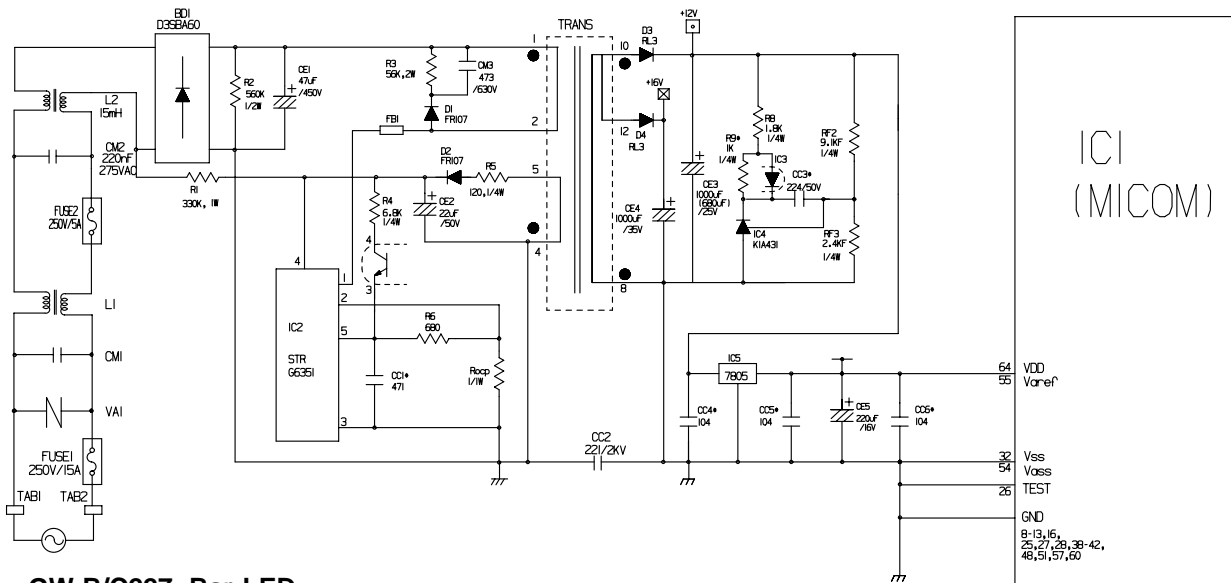 BD1
D3SBA60
TRANS
+12V
1
10
D3
RL3
R2
560K
1/2W
CE1
47uF
/450V
R3
56K,2W
CM3
473
/630V
D1
FR107
FB1
2
+16V
12
D4
RL3
L2
15mH
CM2
220nF
275VAC
R8
1.8K
1/4W
RF2
9.1KF
1/4W
R9*
1K
1/4W
IC3
CC3*
224/50V
IC1
(MICOM)
D2
FR107
R5
120,1/4W
5
R1
330K, 1W
R4
6.8K
1/4W
CE2
22uF
/50V
CE3
1000uF
(680uF)
/25V
CE4
1000uF
/35V
IC4
KIA431
RF3
2.4KF
1/4W
FUSE2
250V/5A
4
4
4
3
1
2
5
3
8
IC2
STR
G6351
R6
680
Rocp
1/1W
CC1*
471
L1
CM1
VA1
FUSE1
250V/15A
TAB1
TAB2
CC2
221/2KV
IC5
7805
CC4*
104
CC5*
104
CE5
220uF
/16V
CC6*
104
64
VDD
55
Varef
32
Vss
54
Vass
26
TEST
GND
8-13,16,
25,27,28,38-42,
48,51,57,60